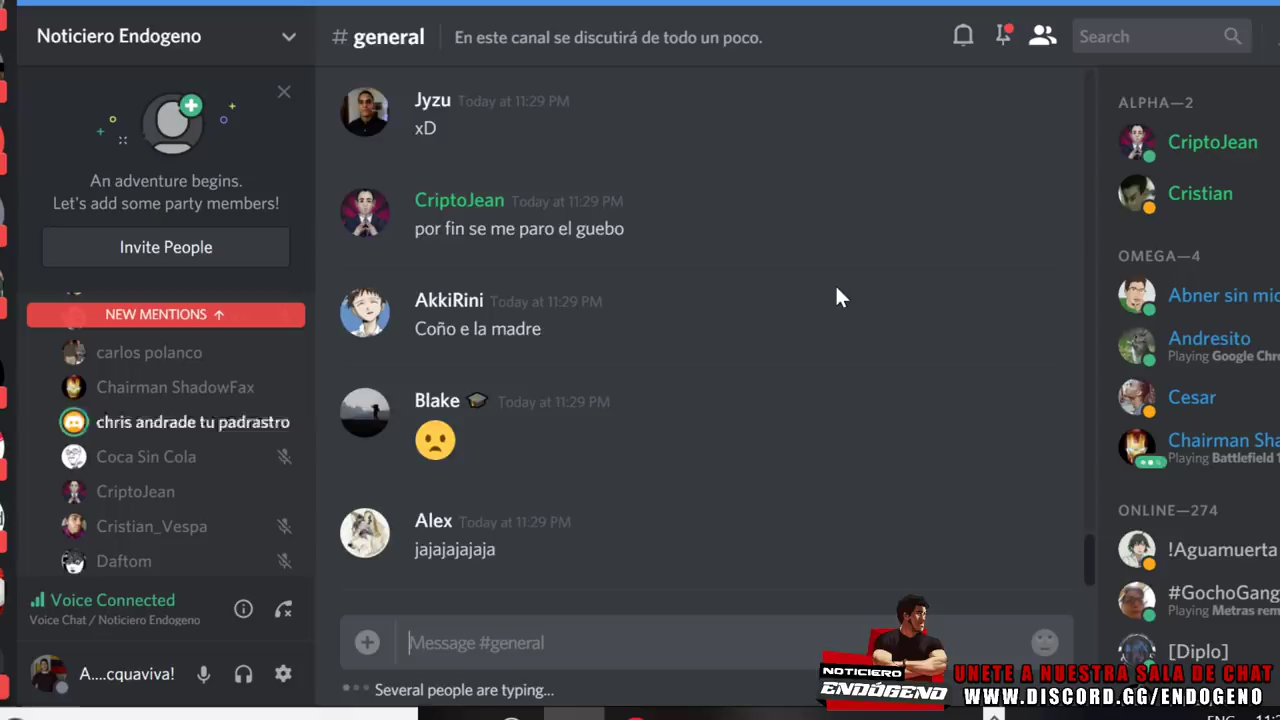 Noticiero Endogeno
# general
En este canal se discutirá de todo un poco.
Search
An adventure begins.
Let's add some party members!
Invite People
NEW MENTIONS ↑
carlos polanco
Chairman ShadowFax
chris andrade tu padrastro
Coca Sin Cola
CriptoJean
Cristian_Vespa
Daftom
Voice Connected
Voice Chat / Noticiero Endogeno
A....cquaviva!
Jyzu Today at 11:29 PM
xD
CriptoJean Today at 11:29 PM
por fin se me paro el guebo
AkkiRini Today at 11:29 PM
Coño e la madre
Blake Today at 11:29 PM
Alex Today at 11:29 PM
jajajajajaja
Message #general
Several people are typing...
ALPHA—2
CriptoJean
Cristian
OMEGA—4
Abner sin mic
Andresito
Playing Google Chr
Cesar
Chairman Sha
Playing Battlefield 1
ONLINE—274
!Aguamuerta
#GochoGang
Playing Metras rem
[Diplo]
NOTICIERO
ENDÓGENO
UNETE A NUESTRA SALA DE CHAT
WWW.DISCORD.GG/ENDOGENO